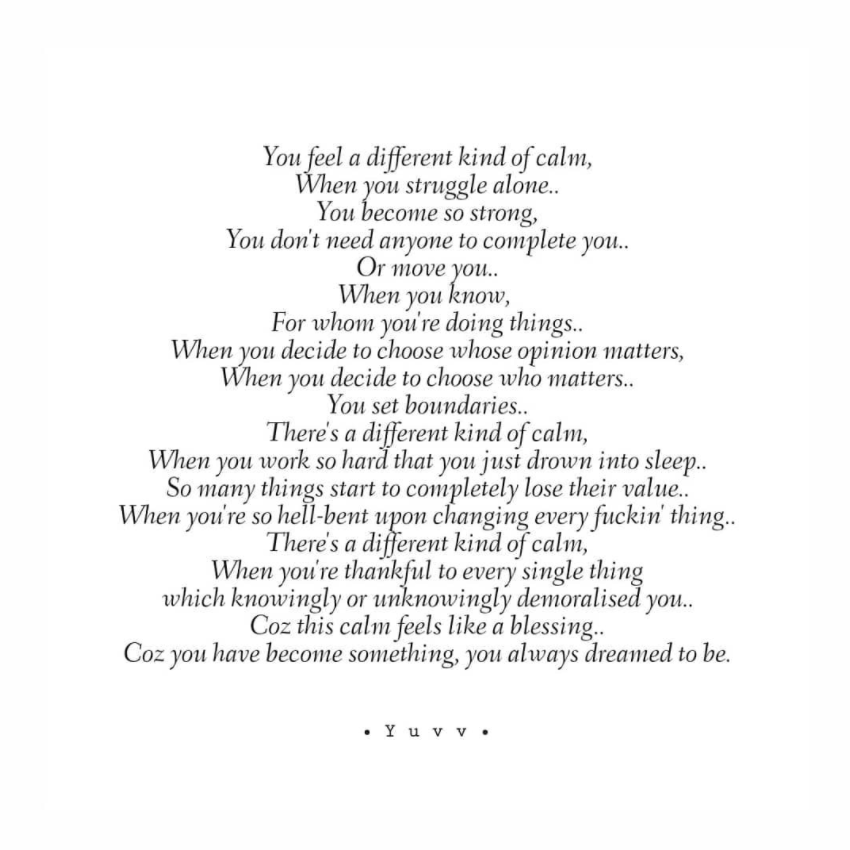 You feel a different kind of calm,
When you struggle alone..
You become so strong,
You don't need anyone to complete you..
Or move you..
When you know,
For whom you're doing things..
When you decide to choose whose opinion matters,
When you decide to choose who matters..
You set boundaries..
There's a different kind of calm,
When you work so hard that you just drown into sleep..
So many things start to completely lose their value..
When you're so hell-bent upon changing every fuckin' thing..
There's a different kind of calm,
When you're thankful to every single thing
which knowingly or unknowingly demoralised you..
Coz this calm feels like a blessing..
Coz you have become something, you always dreamed to be.
• Y u v v •